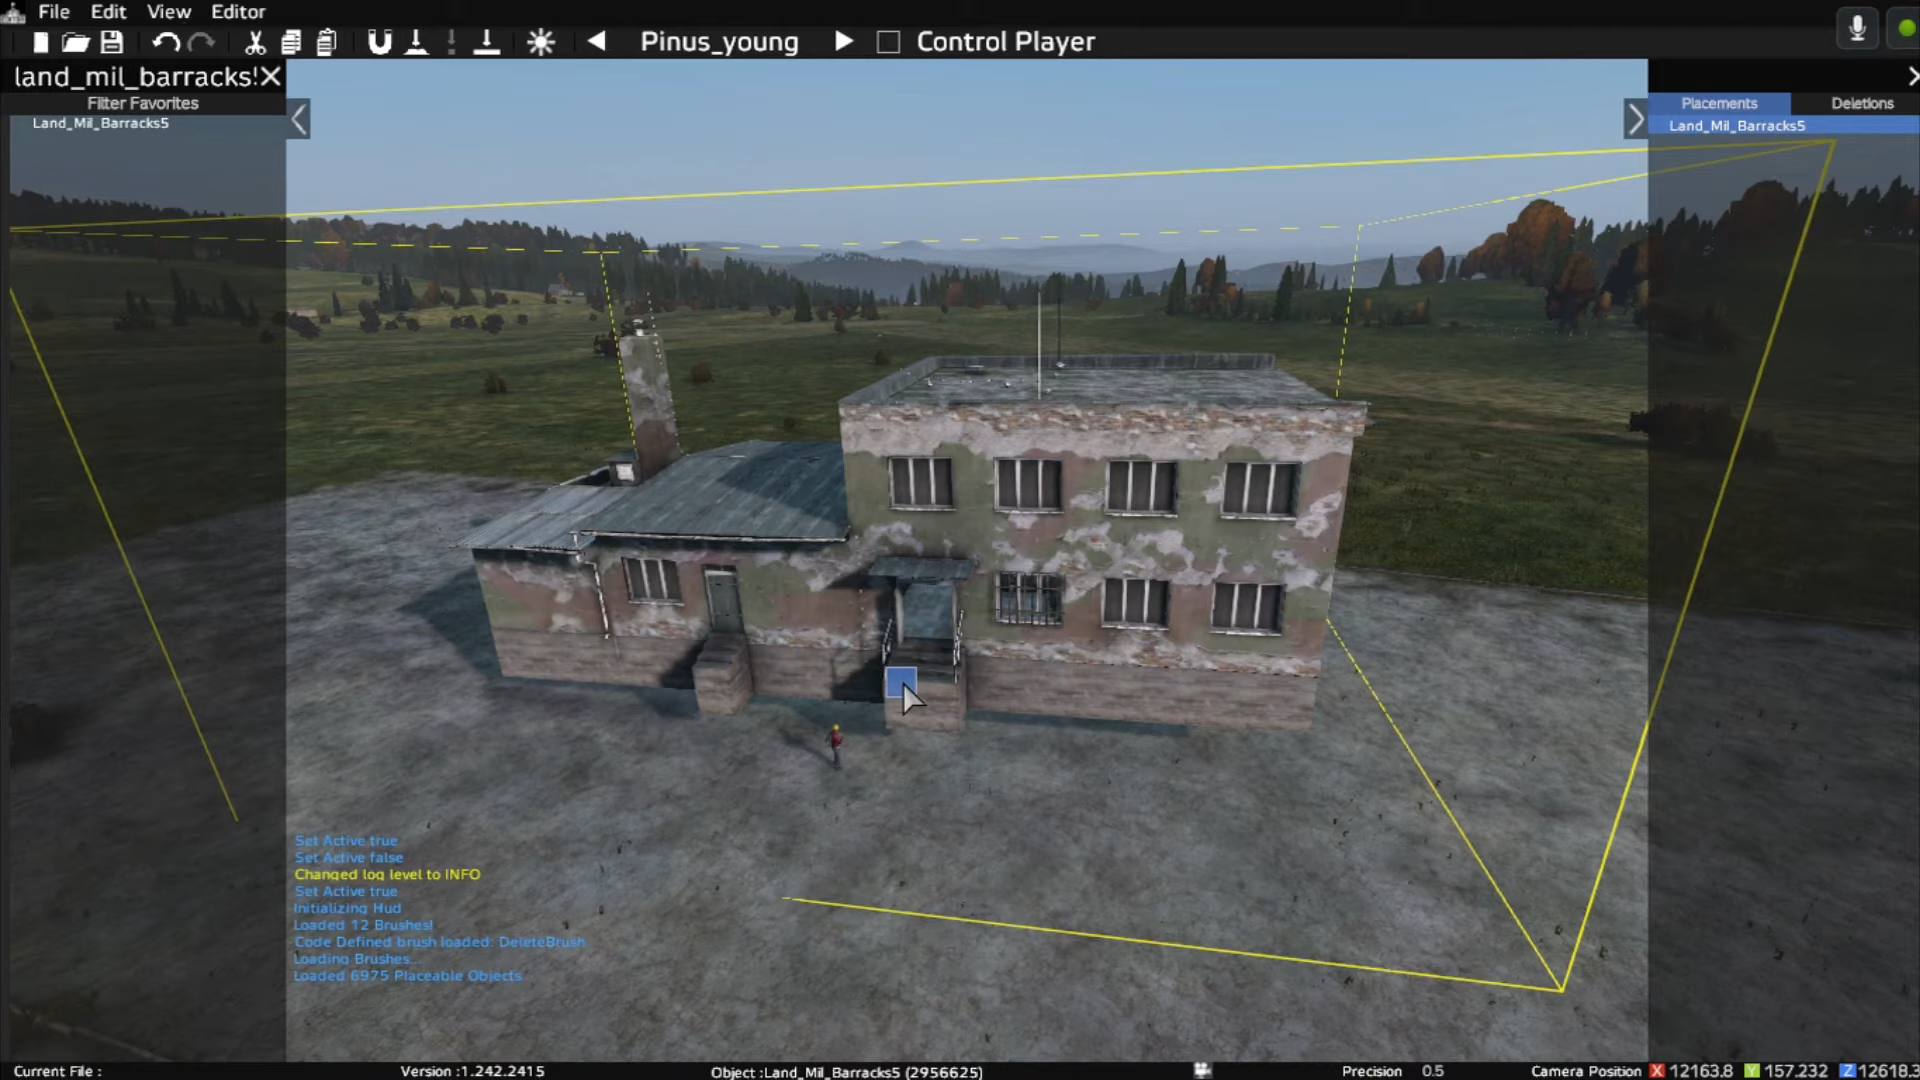 File Edit View Editor
Pinus_young Control Player
land_mil_barracks!
Filter Favorites
Land_Mil_Barracks5
Placements Deletions
Land_Mil_Barracks5
Set Active true
Set Active false
Changed log level to INFO
Set Active true
Initializing Hud
Loaded 12 Brushes!
Code Defined brush loaded: DeleteBrush
Loading Brushes...
Loaded 6975 Placeable Objects
Current File : Version :1.242.2415 Object :Land_Mil_Barracks5 (2956625) Precision 0.5 Camera Position X 12163.8 Y 157.232 Z 12618.3